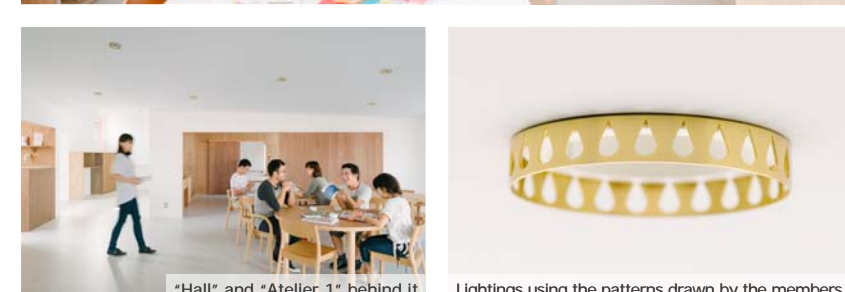 "Hall" and "Atelier 1" behind it
Lightings using the patterns drawn by the members